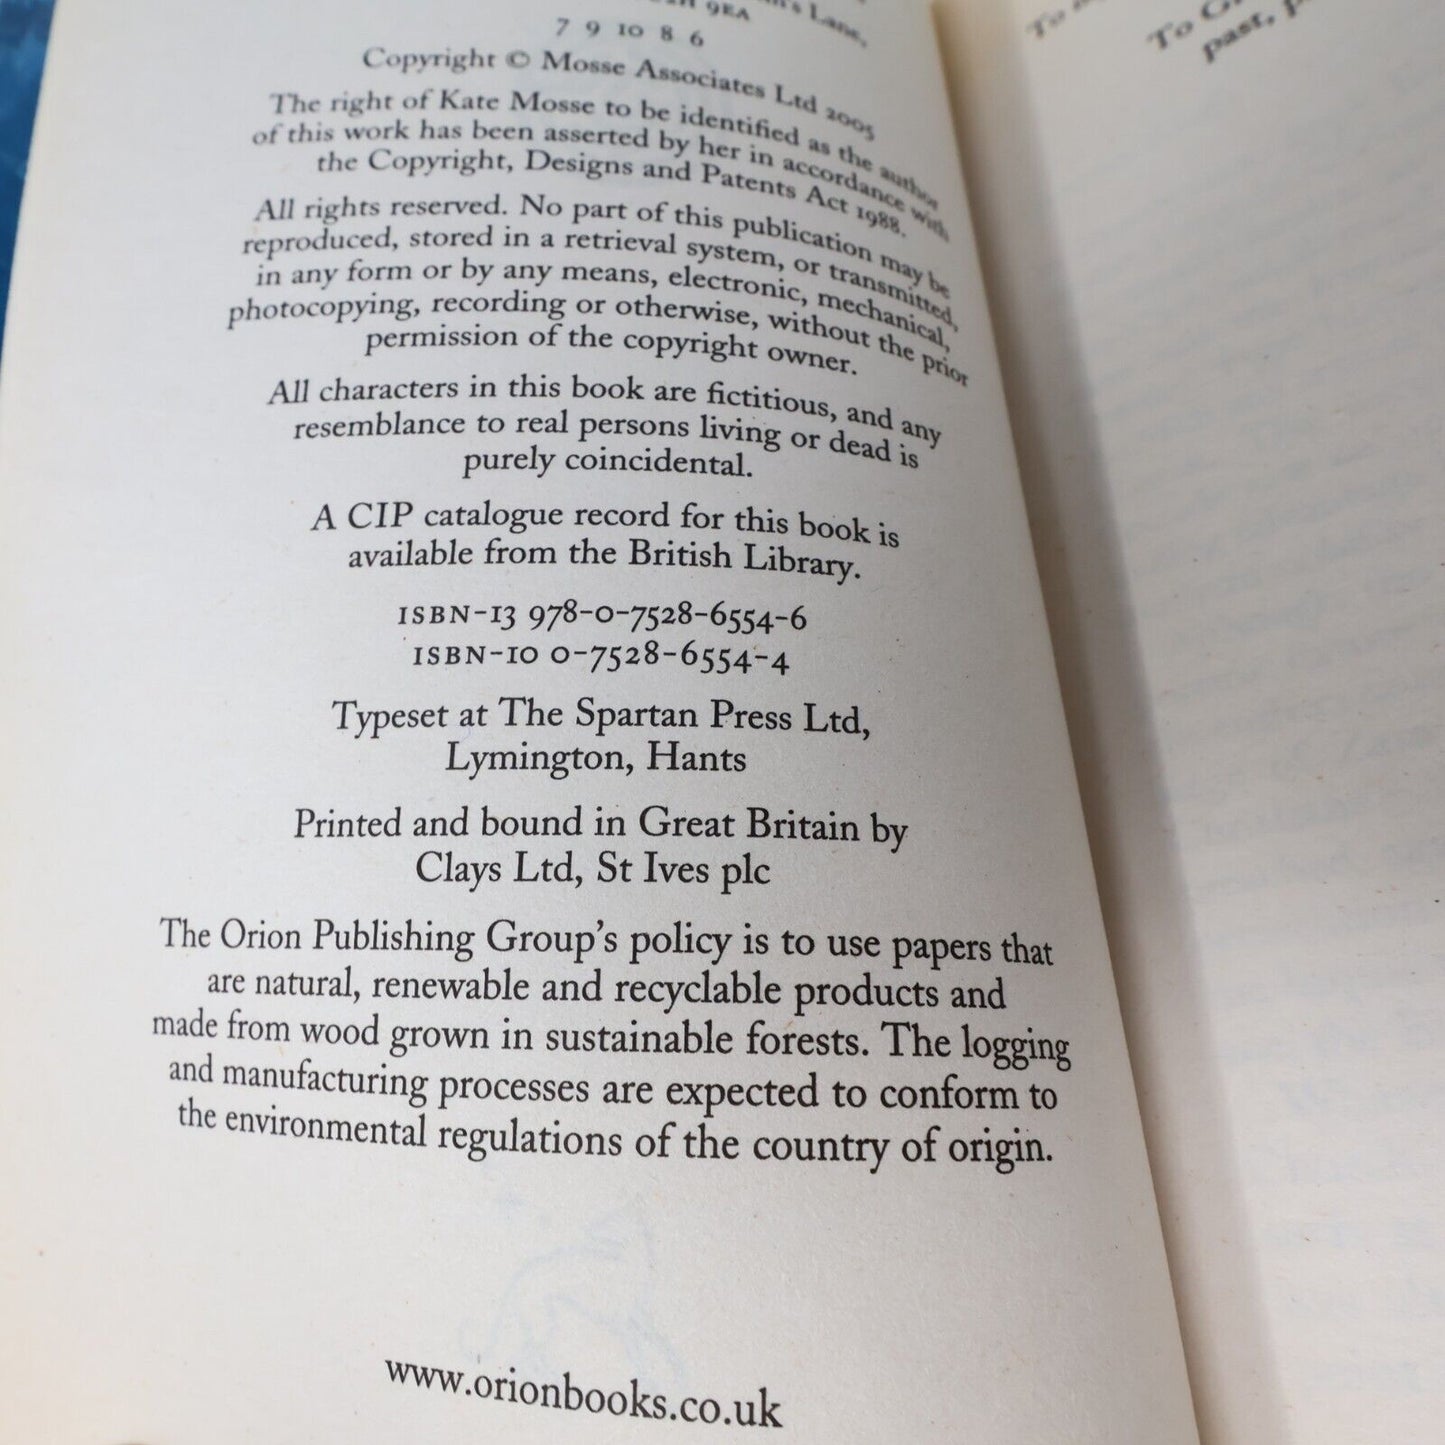 's Lane,
9EA
7 9 10 8 6
Copyright © Mosse Associates Ltd 2005
The right of Kate Mosse to be identified as the author
of this work has been asserted by her in accordance with
the Copyright, Designs and Patents Act 1988.
All rights reserved. No part of this publication may be
reproduced, stored in a retrieval system, or transmitted,
in any form or by any means, electronic, mechanical,
photocopying, recording or otherwise, without the prior
permission of the copyright owner.
All characters in this book are fictitious, and any
resemblance to real persons living or dead is
purely coincidental.
A CIP catalogue record for this book is
available from the British Library.
ISBN-13 978-0-7528-6554-6
ISBN-10 0-7528-6554-4
Typeset at The Spartan Press Ltd,
Lymington, Hants
Printed and bound in Great Britain by
Clays Ltd, St Ives plc
The Orion Publishing Group's policy is to use papers that
are natural, renewable and recyclable products and
made from wood grown in sustainable forests. The logging
and manufacturing processes are expected to conform to
the environmental regulations of the country of origin.
www.orionbooks.co.uk
To
To
past,